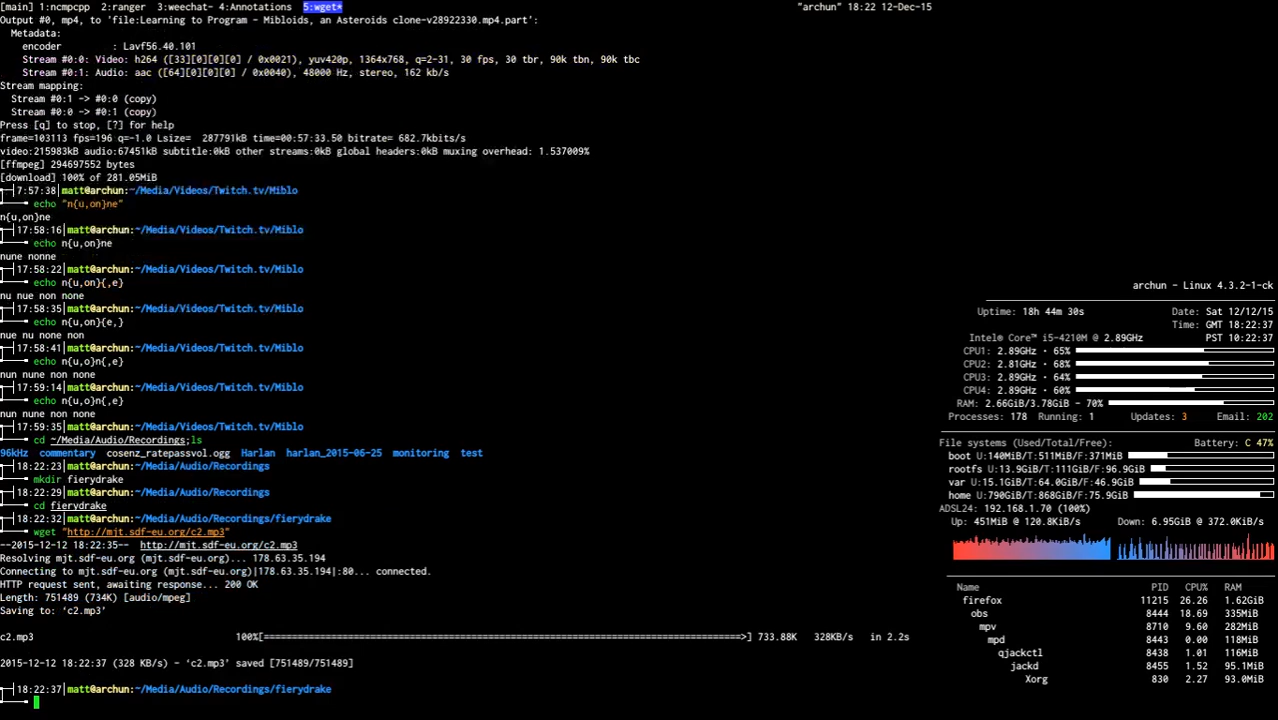 [main] 1:ncmpcpp 2:ranger 3:weechat- 4:Annotations 5:wget* "archun" 18:22 12-Dec-15
Output #0, mp4, to 'file:Learning to Program - Mibloids, an Asteroids clone-v28922330.mp4.part':
Metadata:
encoder : Lavf56.40.101
Stream #0:0: Video: h264 ([33][0][0][0] / 0x0021), yuv420p, 1364x768, q=2-31, 30 fps, 30 tbr, 90k tbn, 90k tbc
Stream #0:1: Audio: aac ([64][0][0][0] / 0x0040), 48000 Hz, stereo, 162 kb/s
Stream mapping:
Stream #0:1 -> #0:0 (copy)
Stream #0:0 -> #0:1 (copy)
Press [q] to stop, [?] for help
frame=103113 fps=196 q=-1.0 Lsize= 287791kB time=00:57:33.50 bitrate= 682.7kbits/s
video:215983kB audio:67451kB subtitle:0kB other streams:0kB global headers:0kB muxing overhead: 1.537009%
[ffmpeg] 294697552 bytes
[download] 100% of 281.05MiB
7:57:38|matt@archun:~/Media/Videos/Twitch.tv/Miblo
echo "n{u,on}ne"
n{u,on}ne
17:58:16|matt@archun:~/Media/Videos/Twitch.tv/Miblo
echo n{u,on}ne
nune nonne
17:58:22|matt@archun:~/Media/Videos/Twitch.tv/Miblo
echo n{u,on}{,e}
nu nue non none
17:58:35|matt@archun:~/Media/Videos/Twitch.tv/Miblo
echo n{u,on}{e,}
nue nu none non
17:58:41|matt@archun:~/Media/Videos/Twitch.tv/Miblo
echo n{u,o}n{,e}
nun nune non none
17:59:14|matt@archun:~/Media/Videos/Twitch.tv/Miblo
echo n{u,o}n{,e}
nun nune non none
17:59:35|matt@archun:~/Media/Videos/Twitch.tv/Miblo
cd ~/Media/Audio/Recordings;ls
96kHz commentary cosenz_ratepassvol.ogg Harlan harlan_2015-06-25 monitoring test
18:22:23|matt@archun:~/Media/Audio/Recordings
mkdir fierydrake
18:22:29|matt@archun:~/Media/Audio/Recordings
cd fierydrake
18:22:32|matt@archun:~/Media/Audio/Recordings/fierydrake
wget "http://mjt.sdf-eu.org/c2.mp3"
--2015-12-12 18:22:35-- http://mjt.sdf-eu.org/c2.mp3
Resolving mjt.sdf-eu.org (mjt.sdf-eu.org)... 178.63.35.194
Connecting to mjt.sdf-eu.org (mjt.sdf-eu.org)|178.63.35.194|:80... connected.
HTTP request sent, awaiting response... 200 OK
Length: 751489 (734K) [audio/mpeg]
Saving to: ‘c2.mp3’
c2.mp3 100%[=============================================================================================>] 733.88K 328KB/s in 2.2s
2015-12-12 18:22:37 (328 KB/s) - ‘c2.mp3’ saved [751489/751489]
18:22:37|matt@archun:~/Media/Audio/Recordings/fierydrake
archun - Linux 4.3.2-1-ck
Uptime: 18h 44m 30s Date: Sat 12/12/15
Time: GMT 18:22:37
Intel® Core™ i5-4210M @ 2.89GHz PST 10:22:37
CPU1: 2.89GHz · 65%
CPU2: 2.81GHz · 68%
CPU3: 2.89GHz · 64%
CPU4: 2.89GHz · 60%
RAM: 2.66GiB/3.78GiB - 70%
Processes: 178 Running: 1 Updates: 3 Email: 202
File systems (Used/Total/Free): Battery: C 47%
boot U:140MiB/T:511MiB/F:371MiB
rootfs U:13.9GiB/T:111GiB/F:96.9GiB
var U:15.1GiB/T:64.0GiB/F:46.9GiB
home U:790GiB/T:868GiB/F:75.9GiB
ADSL24: 192.168.1.70 (100%)
Up: 451MiB @ 120.8KiB/s Down: 6.95GiB @ 372.0KiB/s
Name PID CPU% RAM
firefox 11215 26.26 1.62GiB
obs 8444 18.69 335MiB
mpv 8710 9.60 282MiB
mpd 8443 0.00 118MiB
qjackctl 8438 1.01 116MiB
jackd 8455 1.52 95.1MiB
Xorg 830 2.27 93.0MiB